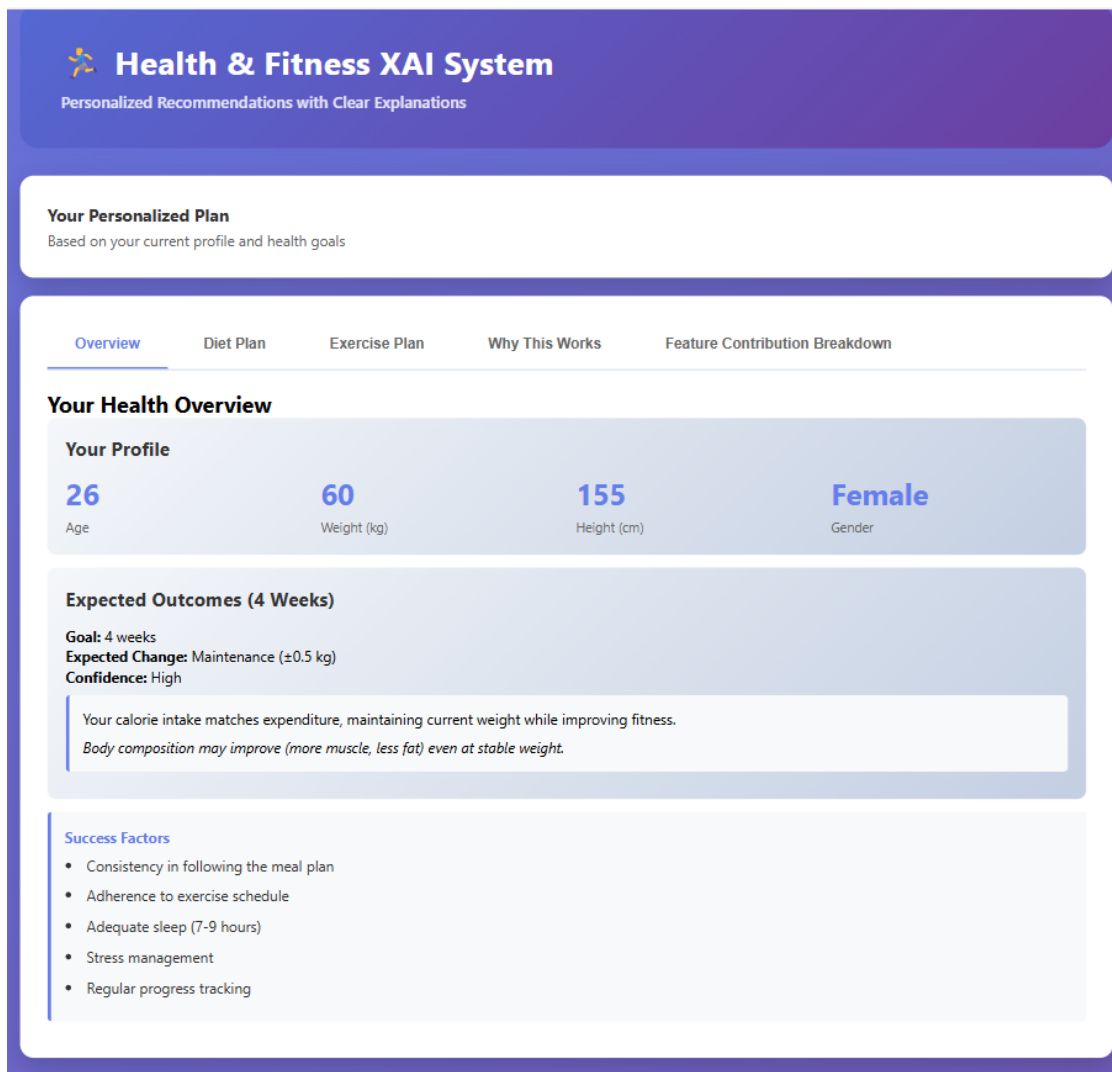 Health & Fitness XAI System
Personalized Recommendations with Clear Explanations
Your Personalized Plan
Based on your current profile and health goals
Overview Diet Plan Exercise Plan Why This Works Feature Contribution Breakdown
Your Health Overview
Your Profile
26 60 155 Female
Age Weight (kg) Height (cm) Gender
Expected Outcomes (4 Weeks)
Goal: 4 weeks
Expected Change: Maintenance (±0.5 kg)
Confidence: High
Your calorie intake matches expenditure, maintaining current weight while improving fitness.
Body composition may improve (more muscle, less fat) even at stable weight.
Success Factors
• Consistency in following the meal plan
• Adherence to exercise schedule
• Adequate sleep (7-9 hours)
• Stress management
• Regular progress tracking